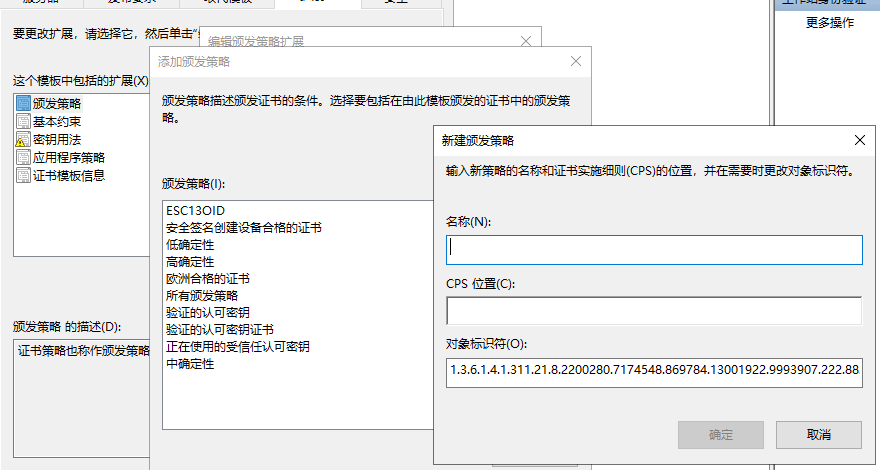 工作站身份验证
更多操作
要更改扩展，请选择它，然后单击"
编辑颁发策略扩展
添加颁发策略
这个模板中包括的扩展(X)
颁发策略
基本约束
密钥用法
应用程序策略
证书模板信息
颁发策略 的描述(D):
证书策略也称作颁发策略
颁发策略描述颁发证书的条件。选择要包括在由此模板颁发的证书中的颁发策
略。
颁发策略(I):
ESC13OID
安全签名创建设备合格的证书
低确定性
高确定性
欧洲合格的证书
所有颁发策略
验证的认可密钥
验证的认可密钥证书
正在使用的受信任认可密钥
中确定性
新建颁发策略
输入新策略的名称和证书实施细则(CPS)的位置，并在需要时更改对象标识符。
名称(N):
CPS 位置(C):
对象标识符(O):
1.3.6.1.4.1.311.21.8.2200280.7174548.869784.13001922.9993907.222.88
确定
取消